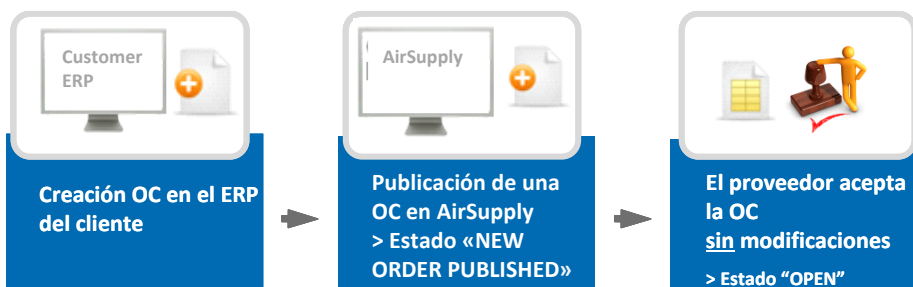 Customer
ERP
AirSupply
Creación OC en el ERP
del cliente
Publicación de una
OC en AirSupply
> Estado «NEW
ORDER PUBLISHED»
El proveedor acepta
la OC
sin modificaciones
> Estado “OPEN”